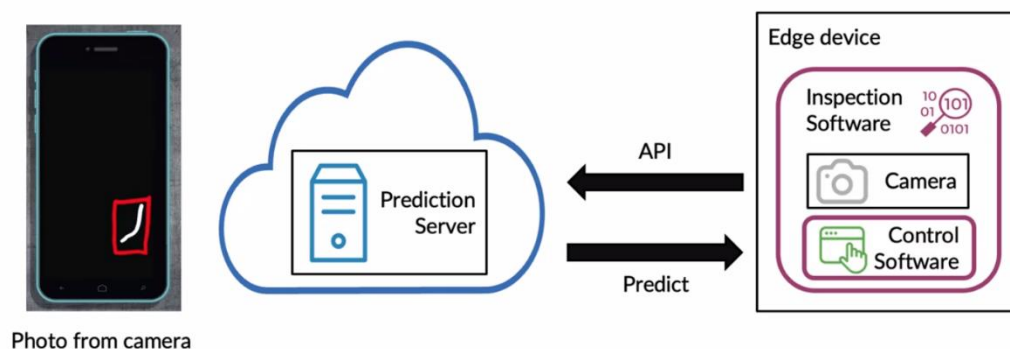 Photo from camera
Prediction
Server
API
Predict
Edge device
Inspection
Software
10
01
101
0101
Camera
Control
Software